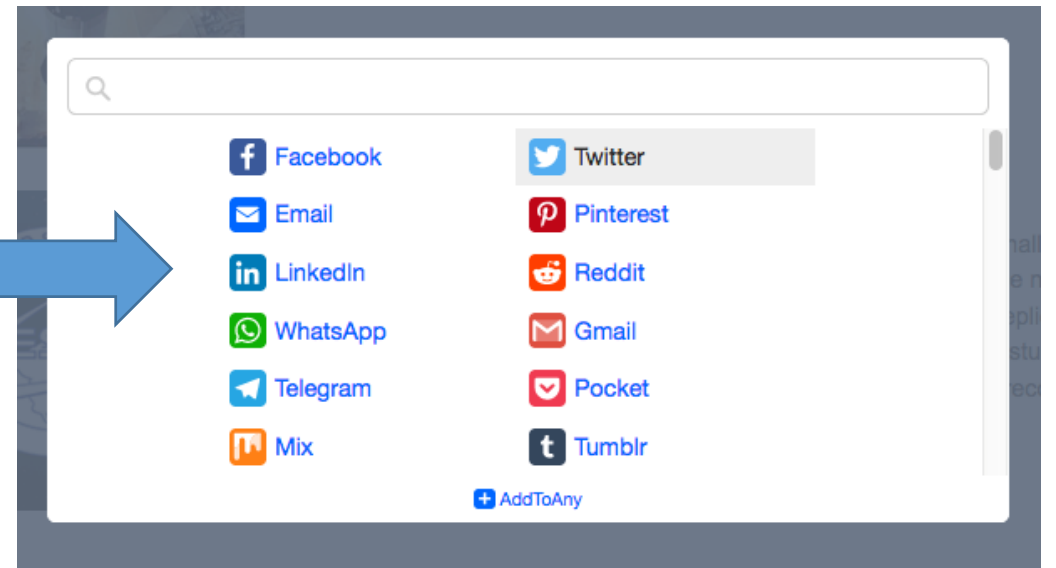 Facebook Twitter
Email Pinterest
LinkedIn Reddit
WhatsApp Gmail
Telegram Pocket
Mix Tumblr
AddToAny